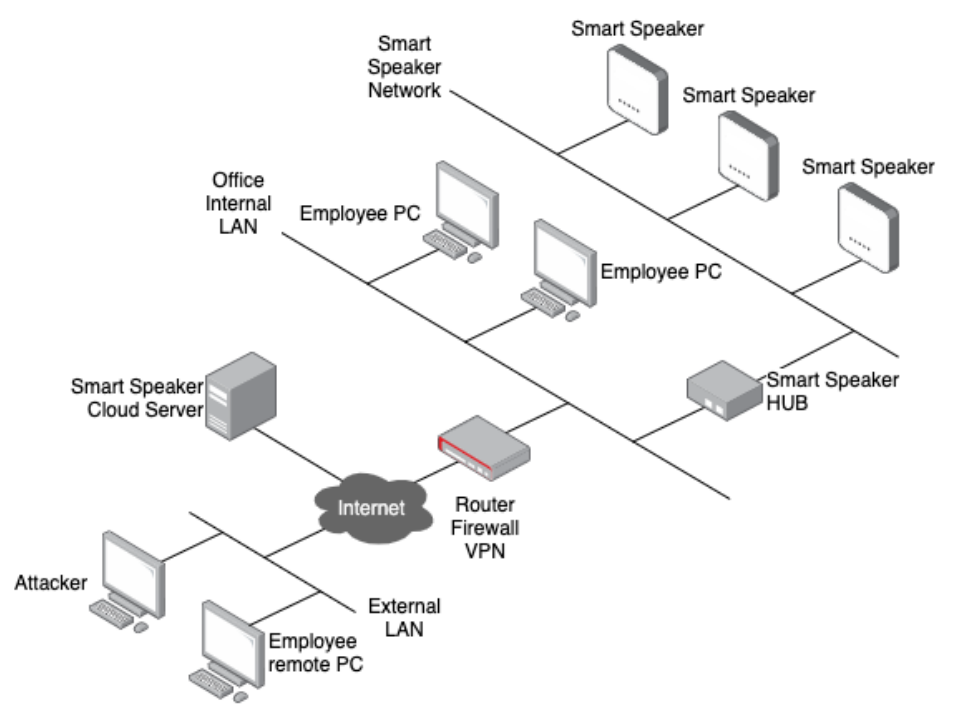 Smart Speaker
Smart
Speaker
Network
Smart Speaker
Smart Speaker
Office
Internal
LAN
Employee PC
Employee PC
Smart Speaker
Cloud Server
Smart Speaker
HUB
Internet
Router
Firewall
VPN
Attacker
External
LAN
Employee
remote PC